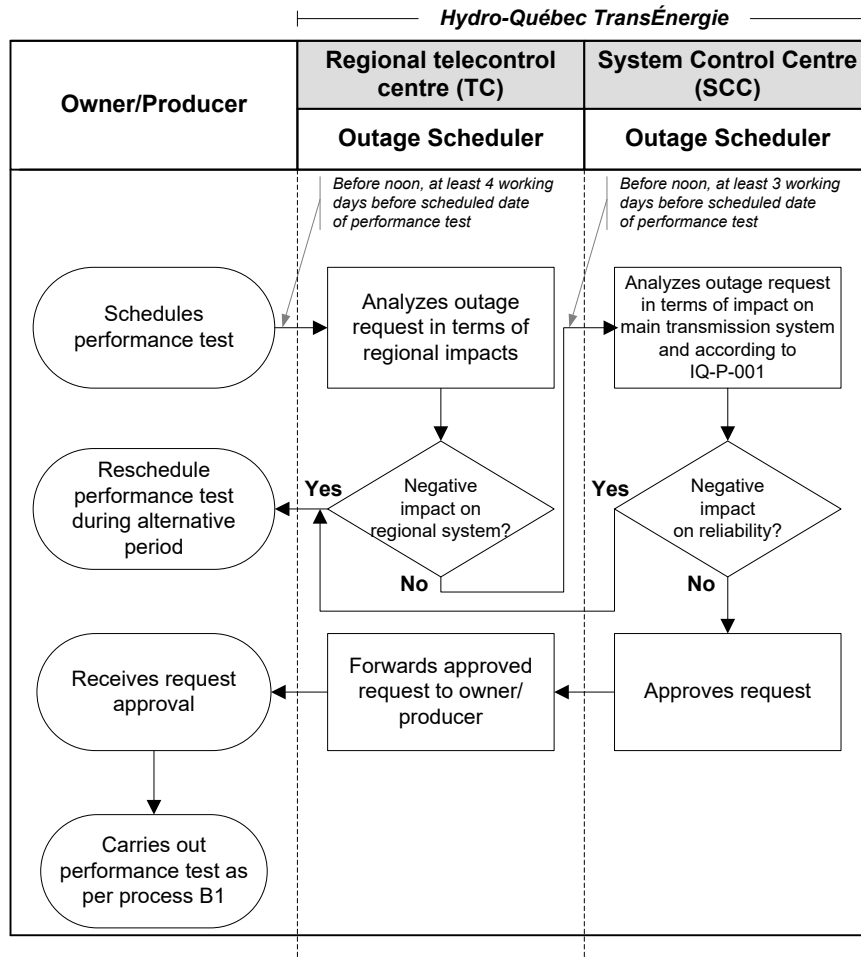 Hydro-Québec TransÉnergie
Owner/Producer
Regional telecontrol
centre (TC)
System Control Centre
(SCC)
Outage Scheduler
Outage Scheduler
Before noon, at least 4 working
days before scheduled date
of performance test
Before noon, at least 3 working
days before scheduled date
of performance test
Schedules
performance test
Analyzes outage
request in terms of
regional impacts
Analyzes outage request
in terms of impact on
main transmission system
and according to
IQ-P-001
Reschedule
performance test
during alternative
period
Yes
Negative
impact on
regional system?
No
Yes
Negative
impact
on reliability?
No
Receives request
approval
Forwards approved
request to owner/
producer
Approves request
Carries out
performance test as
per process B1